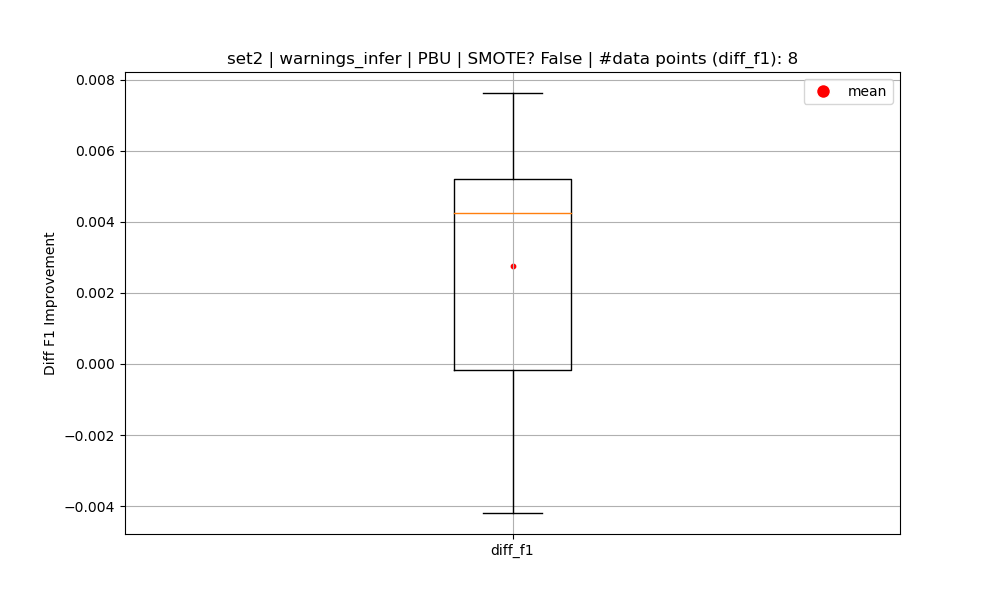 set2 | warnings_infer | PBU | SMOTE? False | #data points (diff_f1): 8
mean
0.008
0.006
0.004
0.002
0.000
−0.002
−0.004
Diff F1 Improvement
diff_f1